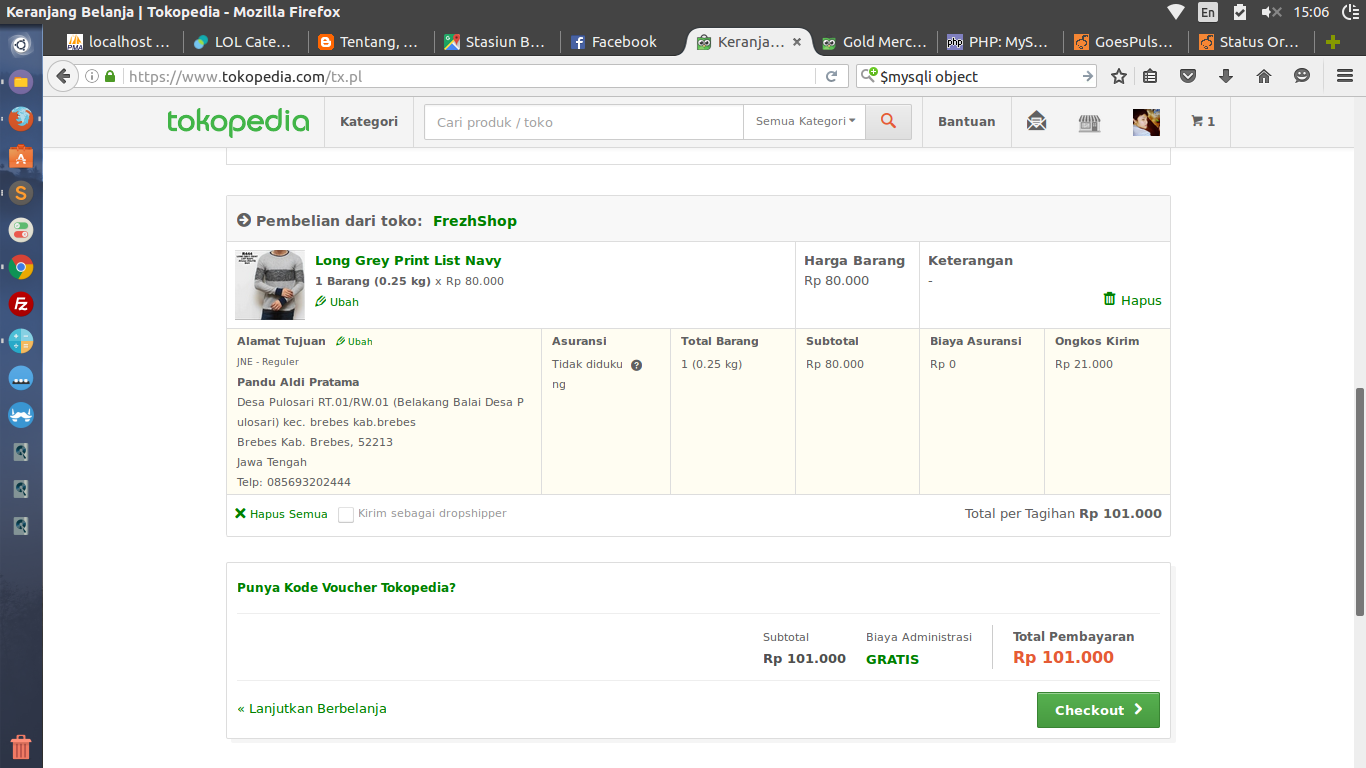 Keranjang Belanja | Tokopedia - Mozilla Firefox
En
15:06
localhost ...
LOL Cate...
Tentang, ...
Stasiun B...
Facebook
Keranja...
Gold Merc...
PHP: MyS...
GoesPuls...
Status Or...
https://www.tokopedia.com/tx.pl
$mysqli object
tokopedia
Kategori
Cari produk / toko
Semua Kategori
Bantuan
1
Pembelian dari toko: FrezhShop
Long Grey Print List Navy
1 Barang (0.25 kg) x Rp 80.000
Ubah
Harga Barang
Rp 80.000
Keterangan
-
Hapus
Alamat Tujuan Ubah
JNE - Reguler
Pandu Aldi Pratama
Desa Pulosari RT.01/RW.01 (Belakang Balai Desa P
ulosari) kec. brebes kab.brebes
Brebes Kab. Brebes, 52213
Jawa Tengah
Telp: 085693202444
Asuransi
Tidak diduku
ng
Total Barang
1 (0.25 kg)
Subtotal
Rp 80.000
Biaya Asuransi
Rp 0
Ongkos Kirim
Rp 21.000
Hapus Semua
Kirim sebagai dropshipper
Total per Tagihan Rp 101.000
Punya Kode Voucher Tokopedia?
Subtotal
Rp 101.000
Biaya Administrasi
GRATIS
Total Pembayaran
Rp 101.000
« Lanjutkan Berbelanja
Checkout